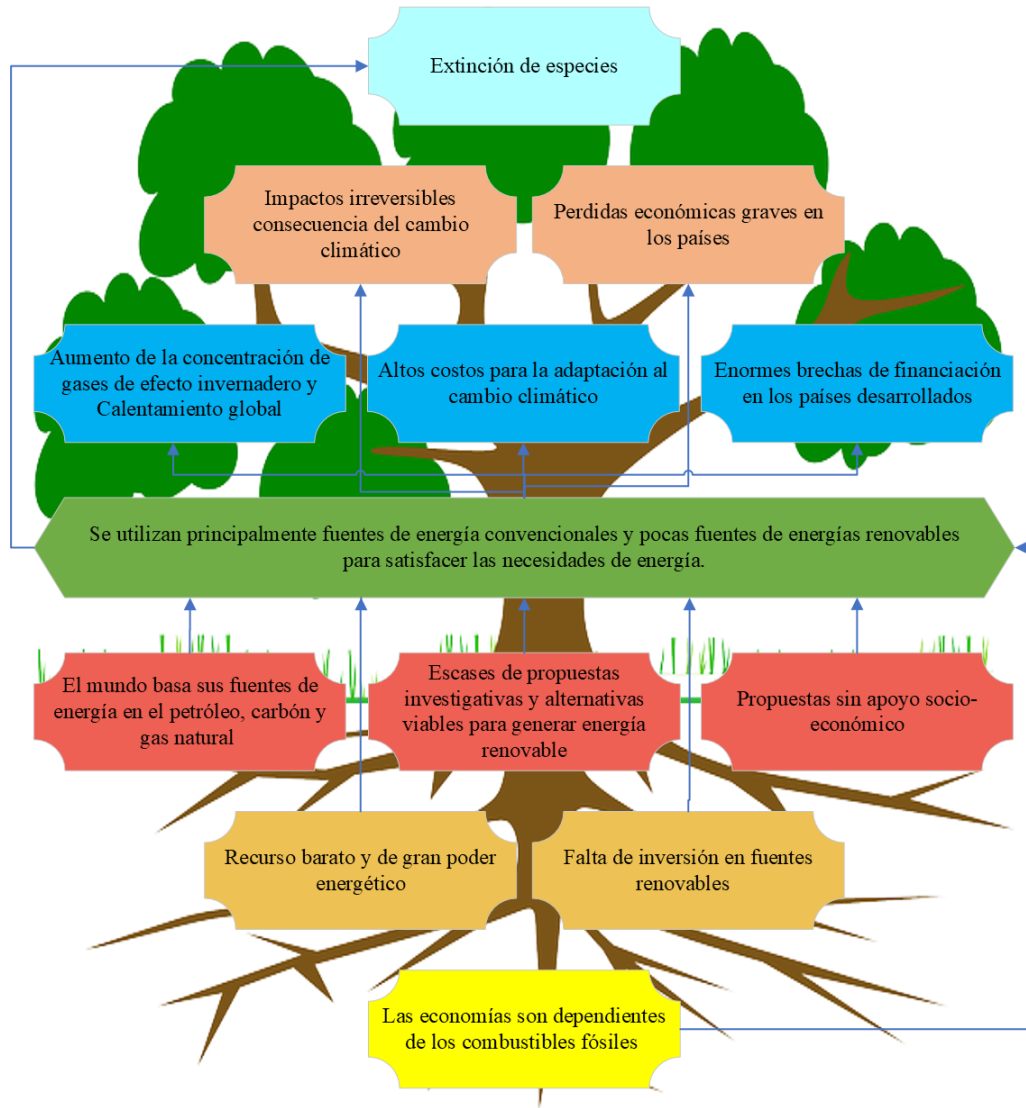 Extinción de especies
Impactos irreversibles
consecuencia del cambio
climático
Perdidas económicas graves en
los países
Aumento de la concentración de
gases de efecto invernadero y
Calentamiento global
Altos costos para la adaptación al
cambio climático
Enormes brechas de financiación
en los países desarrollados
Se utilizan principalmente fuentes de energía convencionales y pocas fuentes de energías renovables
para satisfacer las necesidades de energía.
El mundo basa sus fuentes de
energía en el petróleo, carbón y
gas natural
Escases de propuestas
investigativas y alternativas
viables para generar energía
renovable
Propuestas sin apoyo socio-
económico
Recurso barato y de gran poder
energético
Falta de inversión en fuentes
renovables
Las economías son dependientes
de los combustibles fósiles